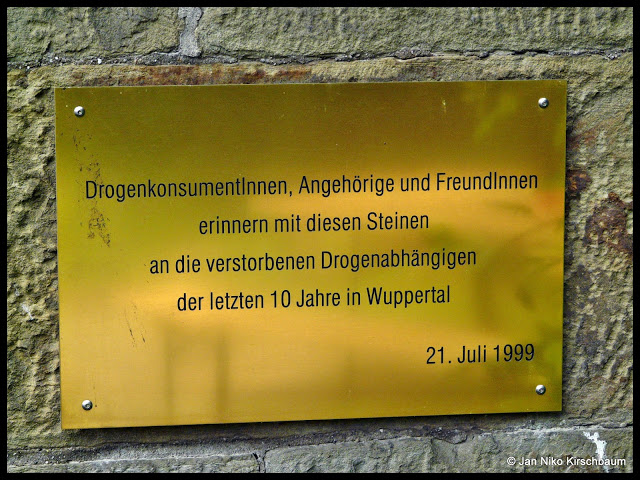 DrogenkonsumentInnen, Angehörige und FreundInnen
erinnern mit diesen Steinen
an die verstorbenen Drogenabhängigen
der letzten 10 Jahre in Wuppertal
21. Juli 1999
© Jan Niko Kirschbaum